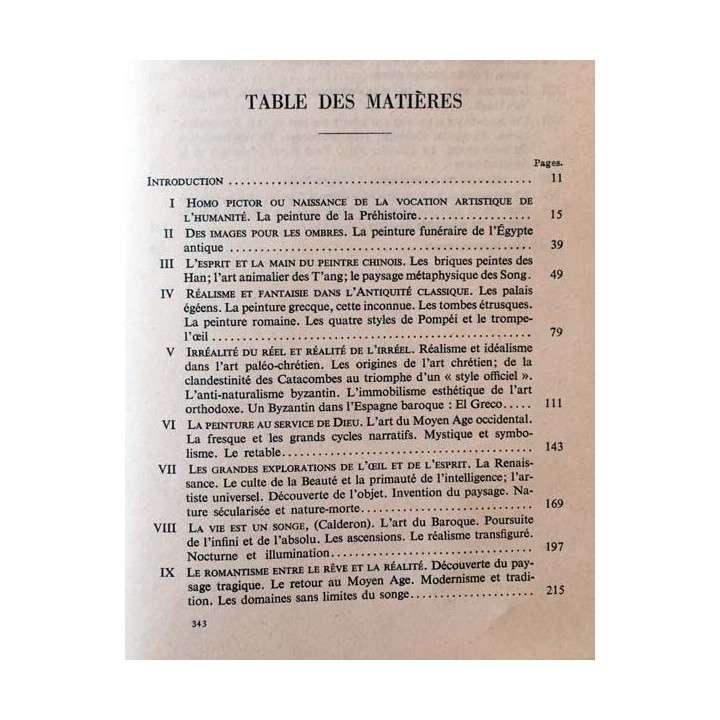 TABLE DES MATIÈRES
Pages.
INTRODUCTION ........................................ 11
I HOMO PICTOR OU NAISSANCE DE LA VOCATION ARTISTIQUE DE
L'HUMANITÉ. La peinture de la Préhistoire................ 15
II DES IMAGES POUR LES OMBRES. La peinture funéraire de l'Égypte
antique ........................................ 39
III L'ESPRIT ET LA MAIN DU PEINTRE CHINOIS. Les briques peintes des
Han; l'art animalier des T'ang; le paysage métaphysique des Song. 49
IV RÉALISME ET FANTAISIE DANS L'ANTIQUITÉ CLASSIQUE. Les palais
égéens. La peinture grecque, cette inconnue. Les tombes étrusques.
La peinture romaine. Les quatre styles de Pompéi et le trompe-
l'œil ........................................ 79
V IRRÉALITÉ DU RÉEL ET RÉALITÉ DE L'IRRÉEL. Réalisme et idéalisme
dans l'art paléo-chrétien. Les origines de l'art chrétien; de la
clandestinité des Catacombes au triomphe d'un « style officiel ».
L'anti-naturalisme byzantin. L'immobilisme esthétique de l'art
orthodoxe. Un Byzantin dans l'Espagne baroque : El Greco..... 111
VI LA PEINTURE AU SERVICE DE DIEU. L'art du Moyen Age occidental.
La fresque et les grands cycles narratifs. Mystique et symbo-
lisme. Le retable........................................ 143
VII LES GRANDES EXPLORATIONS DE L'ŒIL ET DE L'ESPRIT. La Renais-
sance. Le culte de la Beauté et la primauté de l'intelligence; l'ar-
tiste universel. Découverte de l'objet. Invention du paysage. Na-
ture sécularisée et nature-morte........................ 169
VIII LA VIE EST UN SONGE, (Calderon). L'art du Baroque. Poursuite
de l'infini et de l'absolu. Les ascensions. Le réalisme transfiguré.
Nocturne et illumination............................ 197
IX LE ROMANTISME ENTRE LE RÊVE ET LA RÉALITÉ. Découverte du pay-
sage tragique. Le retour au Moyen Age. Modernisme et tradi-
tion. Les domaines sans limites du songe.................. 215
343